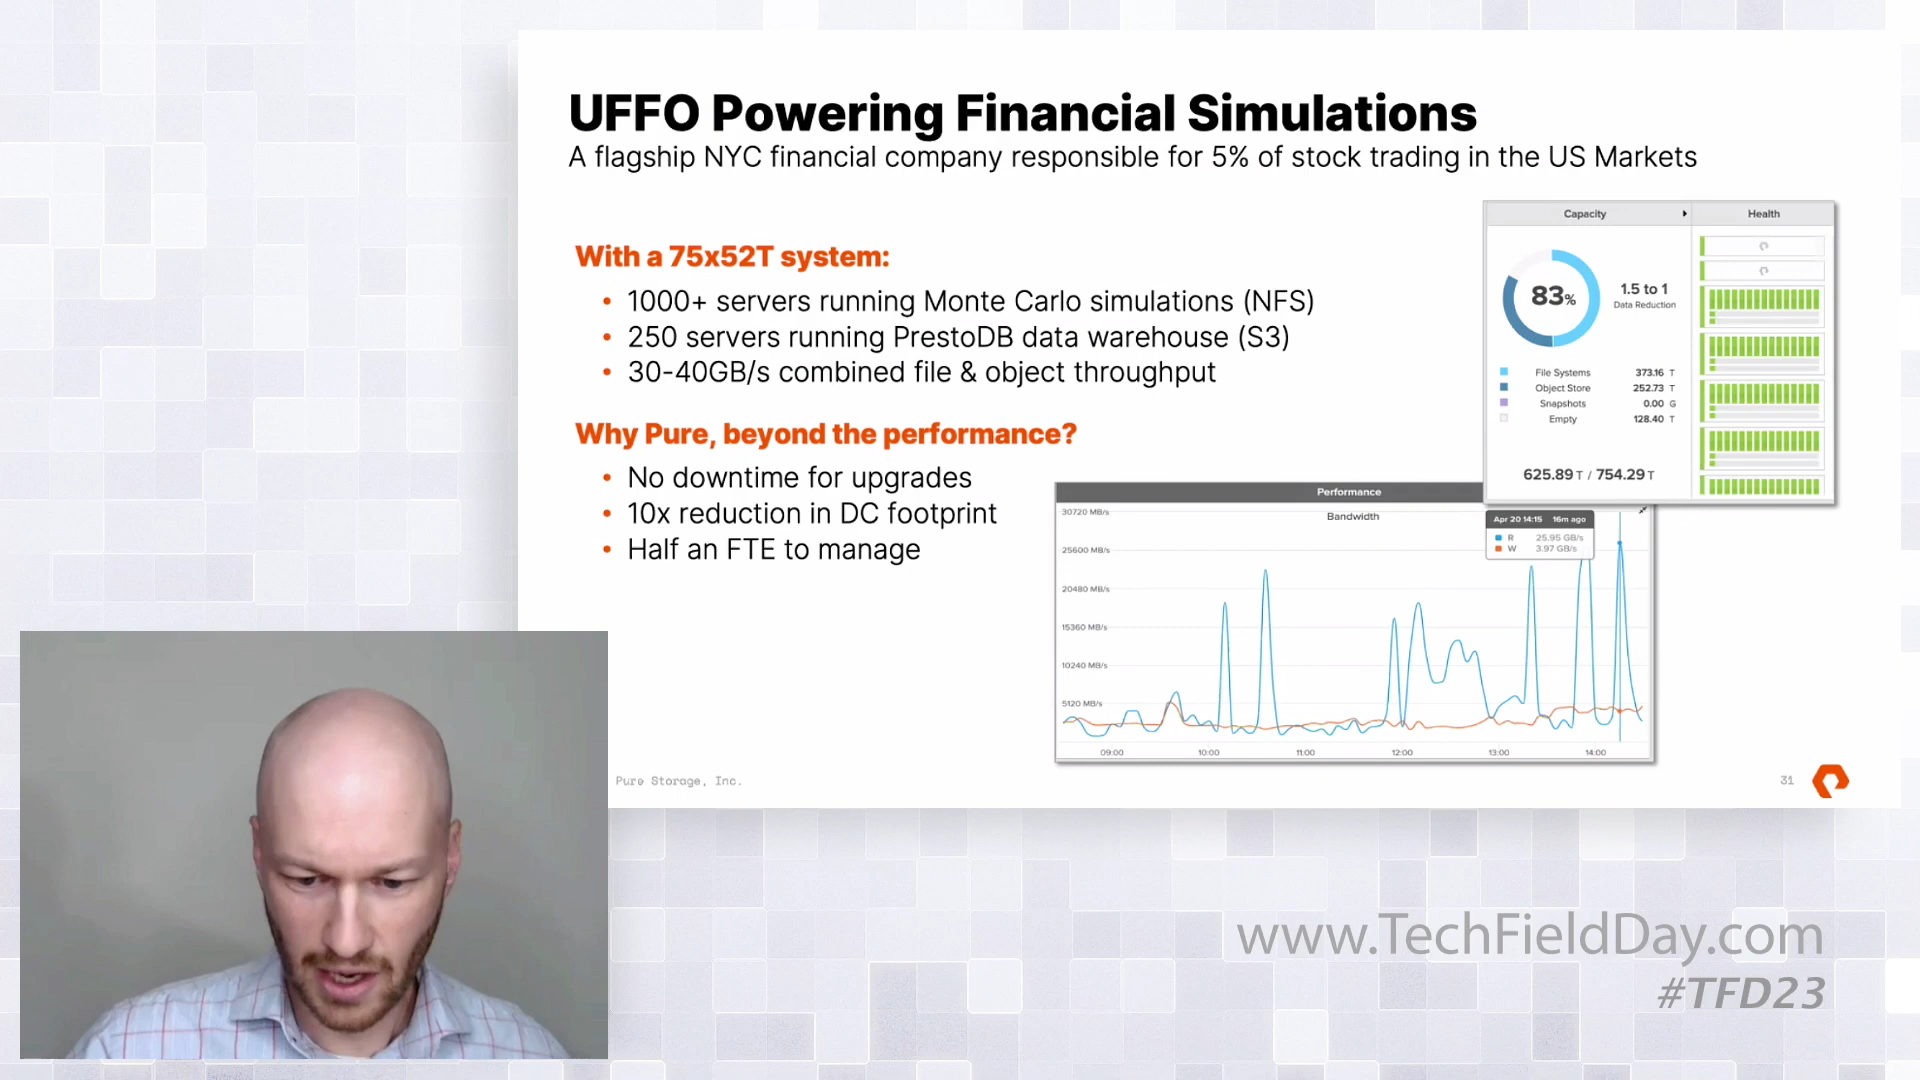 UFFO Powering Financial Simulations
A flagship NYC financial company responsible for 5% of stock trading in the US Markets
With a 75x52T system:
• 1000+ servers running Monte Carlo simulations (NFS)
• 250 servers running PrestoDB data warehouse (S3)
• 30-40GB/s combined file & object throughput
Why Pure, beyond the performance?
• No downtime for upgrades
• 10x reduction in DC footprint
• Half an FTE to manage
Capacity
Health
83%
1.5 to 1
Data Reduction
File Systems 373.16 T
Object Store 252.73 T
Snapshots 0.00 G
Empty 128.40 T
625.89 T / 754.29 T
Performance
Bandwidth
Apr 20 14:15 16m ago
R 25.95 GB/s
W 3.97 GB/s
30720 MB/s
25600 MB/s
20480 MB/s
15360 MB/s
10240 MB/s
5120 MB/s
09:00 10:00 11:00 12:00 13:00 14:00
Pure Storage, Inc.
31
www.TechFieldDay.com
#TFD23